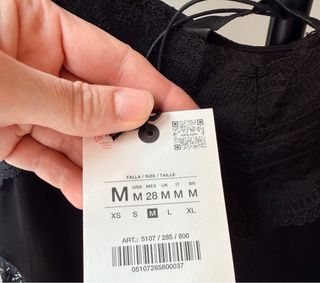 TALLA / SIZE / TAILLE
USA MEX UK IT BR
M M 28 M M M
XS S M L XL
ART.: 5107 / 285 / 800
05107285800037